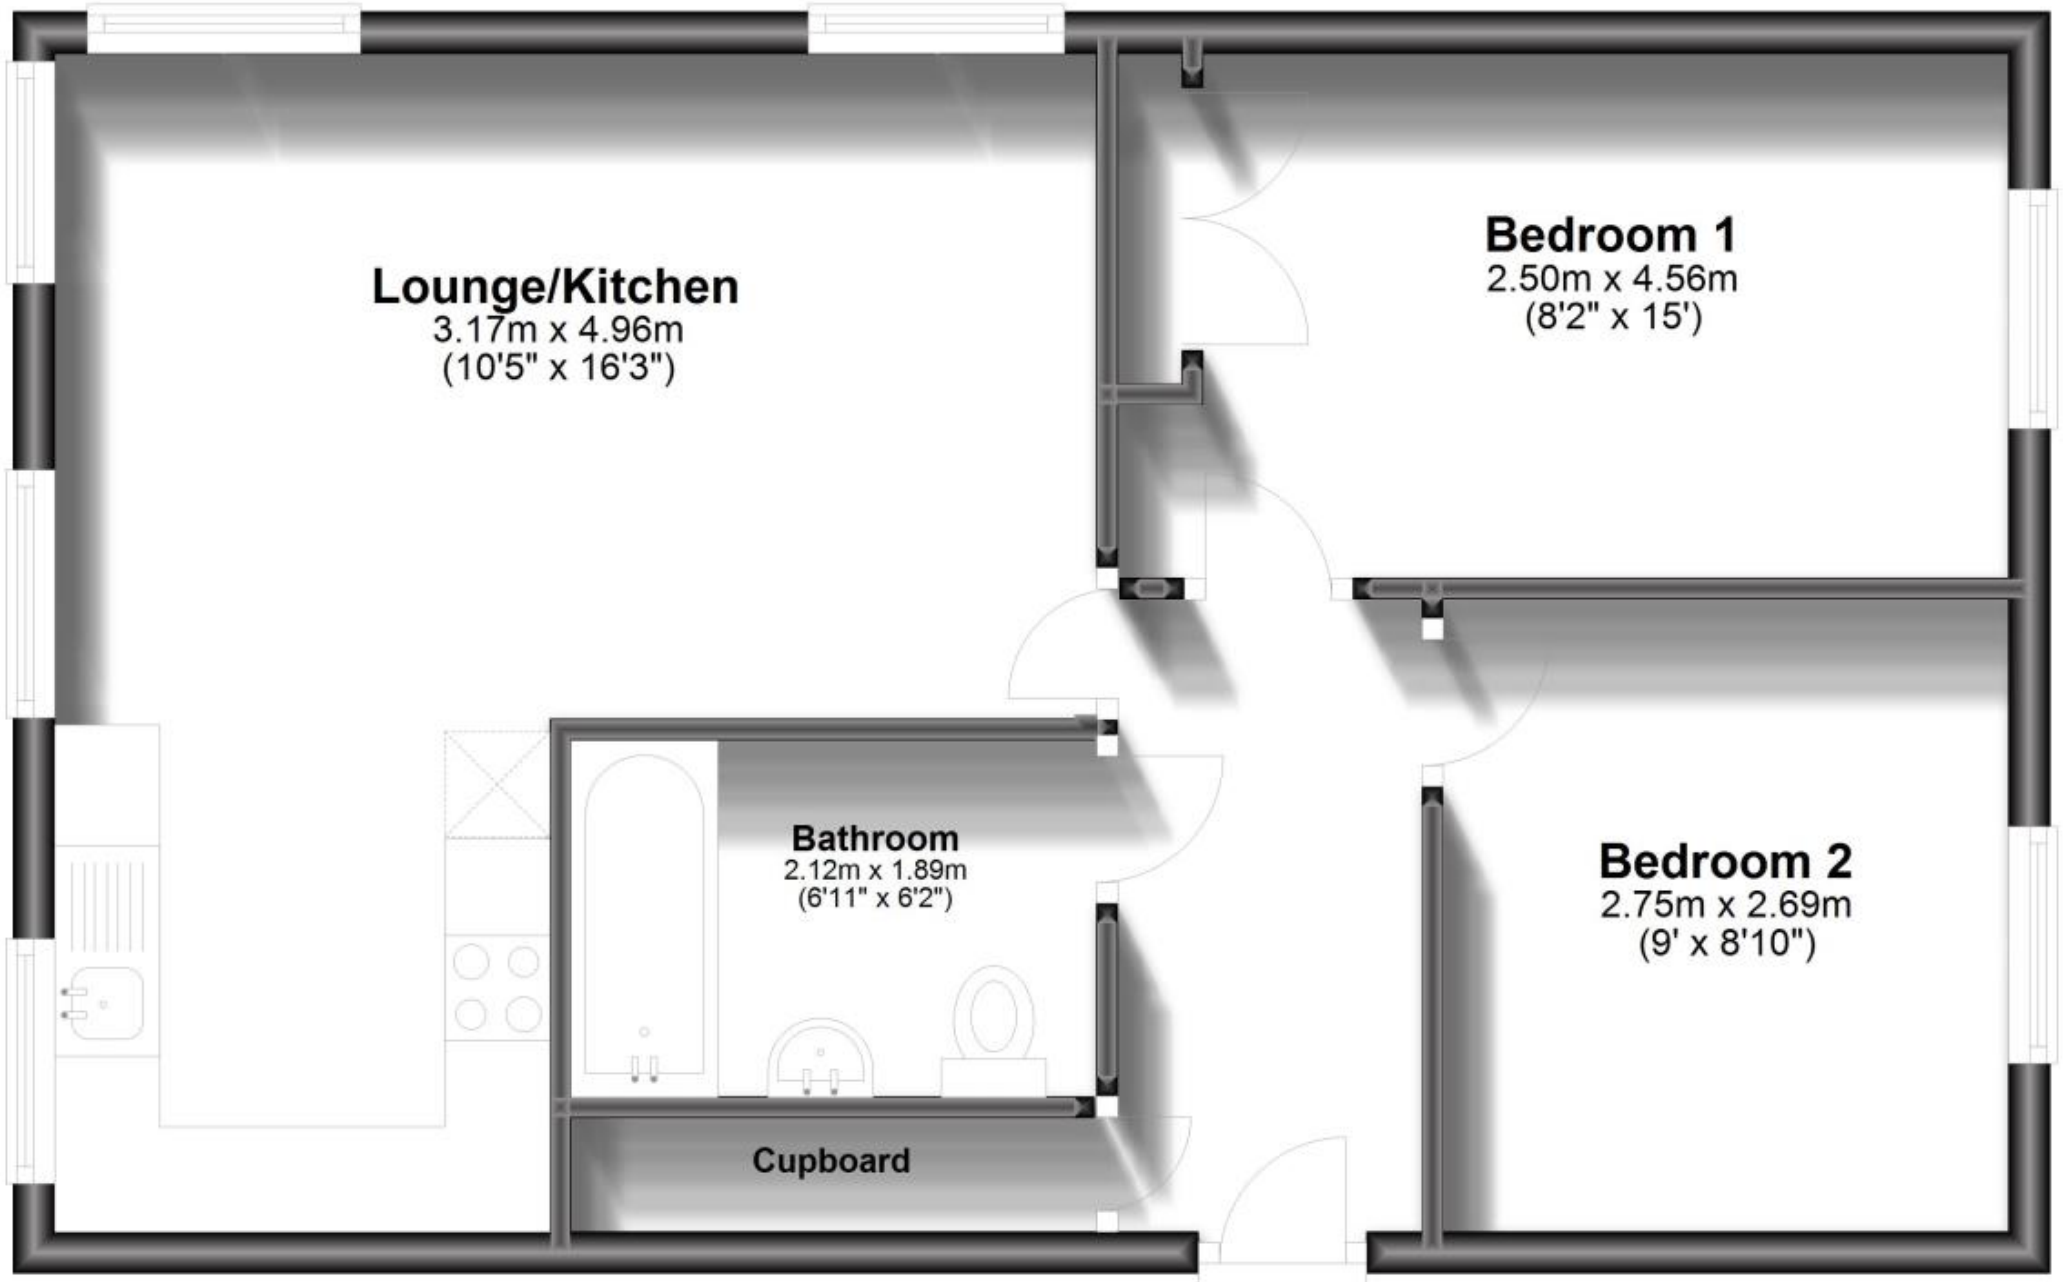 Lounge/Kitchen
3.17m x 4.96m
(10'5" x 16'3")
Bedroom 1
2.50m x 4.56m
(8'2" x 15')
Bathroom
2.12m x 1.89m
(6'11" x 6'2")
Bedroom 2
2.75m x 2.69m
(9' x 8'10")
Cupboard